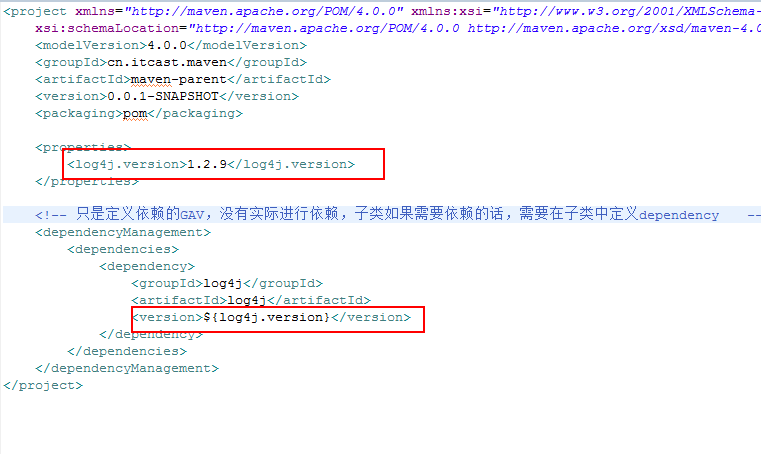 <project xmlns="http://maven.apache.org/POM/4.0.0" xmlns:xsi="http://www.w3.org/2001/XMLSchema-
xsi:schemaLocation="http://maven.apache.org/POM/4.0.0 http://maven.apache.org/xsd/maven-4.0
<modelVersion>4.0.0</modelVersion>
<groupId>cn.itcast.maven</groupId>
<artifactId>maven-parent</artifactId>
<version>0.0.1-SNAPSHOT</version>
<packaging>pom</packaging>
<properties>
<log4j.version>1.2.9</log4j.version>
</properties>
<!-- 只是定义依赖的GAV，没有实际进行依赖，子类如果需要依赖的话，需要在子类中定义dependency --
<dependencyManagement>
<dependencies>
<dependency>
<groupId>log4j</groupId>
<artifactId>log4j</artifactId>
<version>${log4j.version}</version>
</dependency>
</dependencies>
</dependencyManagement>
</project>